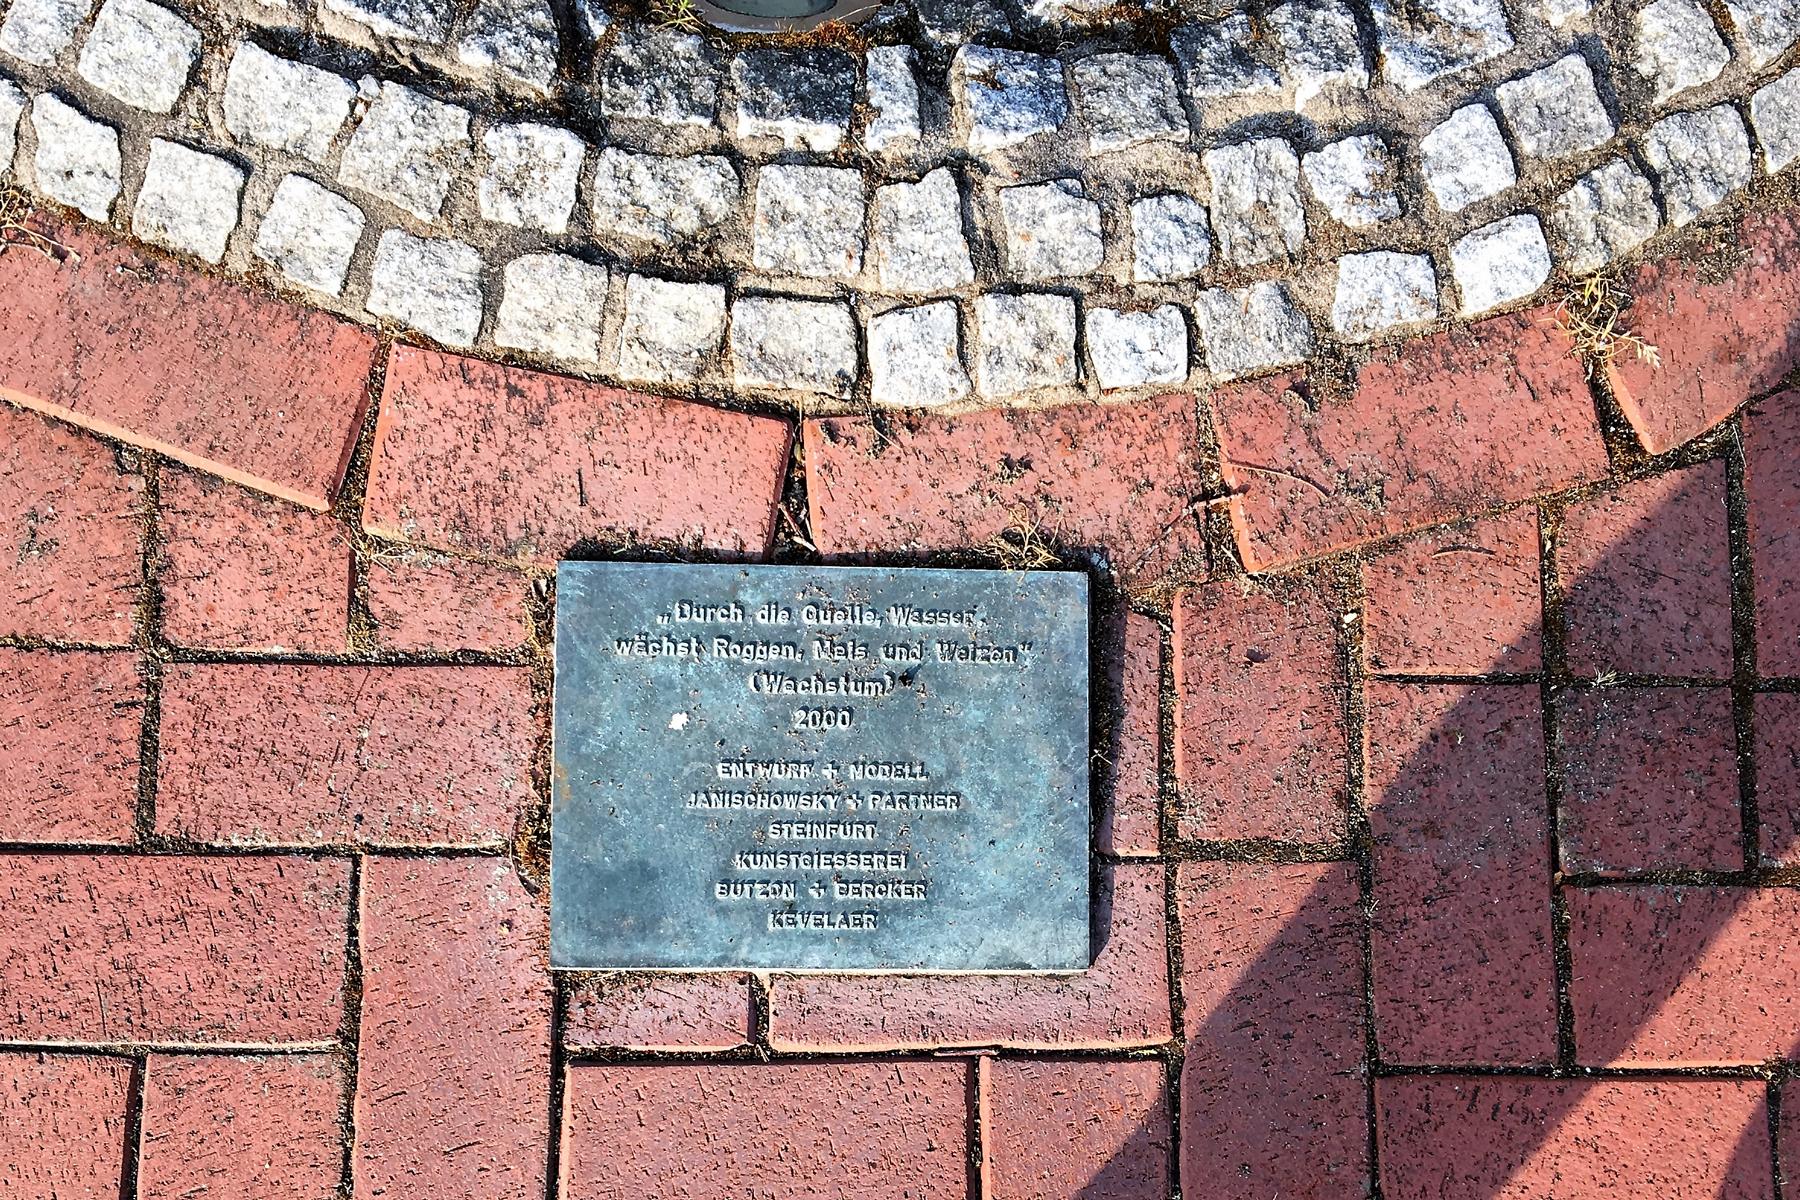 „Durch die Quelle, Wasser,
wächst Roggen, Mais und Weizen“
(Wachstum)
2000
ENTWURF + MODELL
JANISCHOWSKY + PARTNER
STEINFURT
KUNSTGIESSEREI
BUTZON + BERCKER
KEVELAER